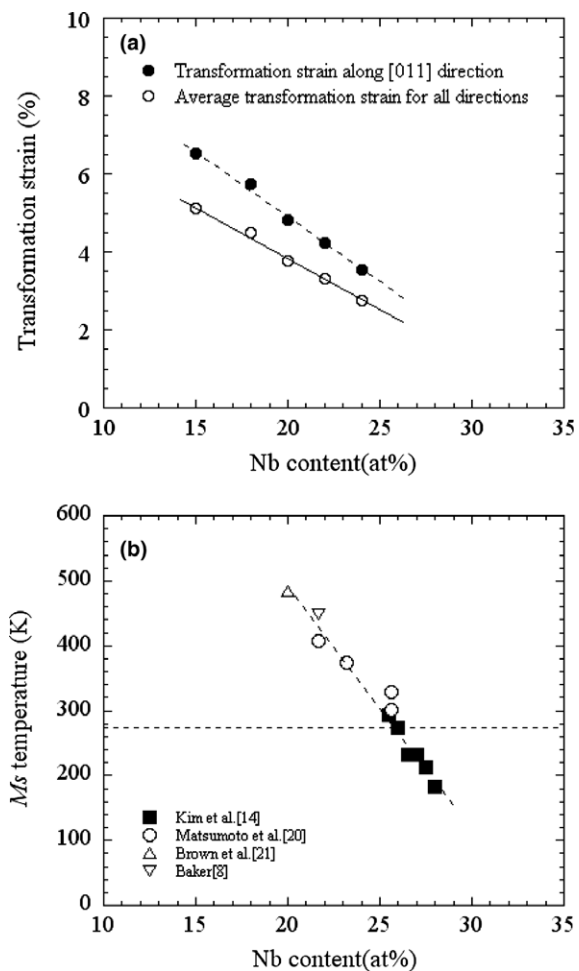 10
(a)
Transformation strain along [011] direction
Average transformation strain for all directions
8
6
4
2
0
Transformation strain (%)
10 15 20 25 30 35
Nb content(at%)
600
(b)
500
400
300
200
100
0
Ms temperature (K)
Kim et al.[14]
Matsumoto et al.[20]
Brown et al.[21]
Baker[8]
10 15 20 25 30 35
Nb content(at%)